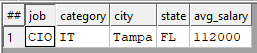 ## job category city state avg_salary
1 CIO IT Tampa FL 112000